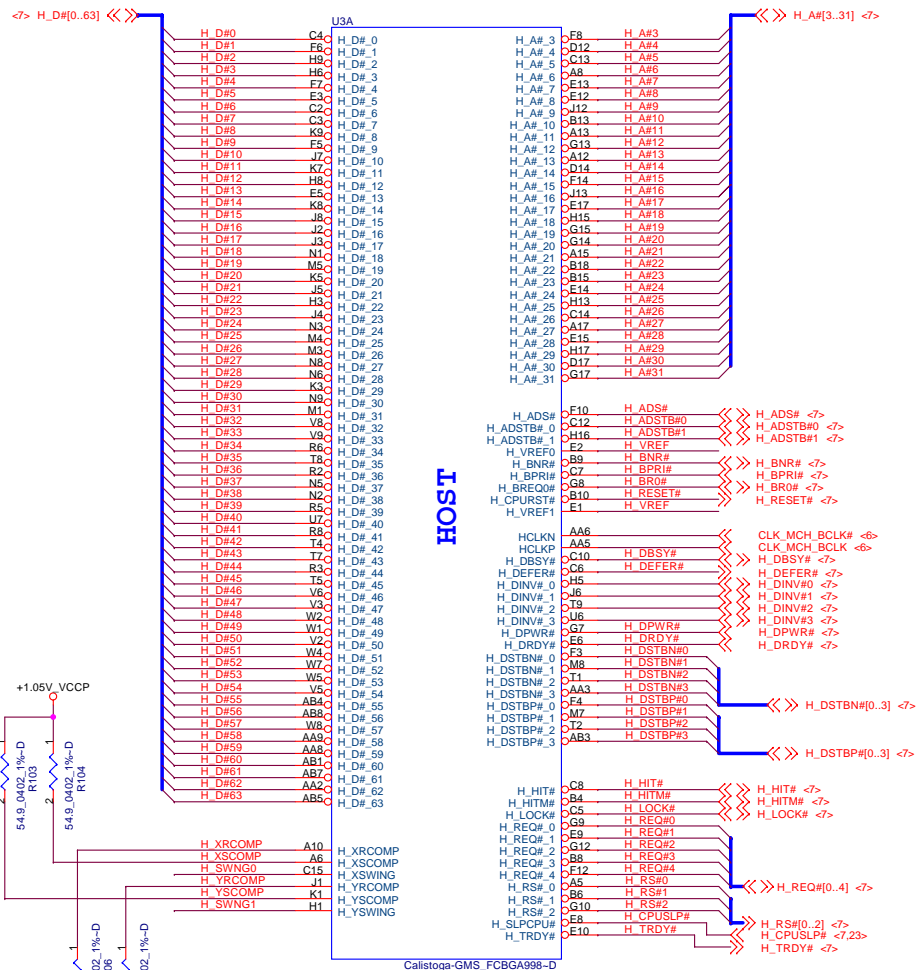 <7> H_D#[0..63]
U3A
H_A#[3..31] <7>
H_D#0 C4 H_D#_0 H_A#_3 F8 H_A#3
H_D#1 F6 H_D#_1 H_A#_4 D12 H_A#4
H_D#2 H9 H_D#_2 H_A#_5 C13 H_A#5
H_D#3 H6 H_D#_3 H_A#_6 A8 H_A#6
H_D#4 F7 H_D#_4 H_A#_7 E13 H_A#7
H_D#5 E3 H_D#_5 H_A#_8 E12 H_A#8
H_D#6 C2 H_D#_6 H_A#_9 J12 H_A#9
H_D#7 C3 H_D#_7 H_A#_10 B13 H_A#10
H_D#8 K9 H_D#_8 H_A#_11 A13 H_A#11
H_D#9 F5 H_D#_9 H_A#_12 G13 H_A#12
H_D#10 J7 H_D#_10 H_A#_13 A12 H_A#13
H_D#11 K7 H_D#_11 H_A#_14 D14 H_A#14
H_D#12 H8 H_D#_12 H_A#_15 F14 H_A#15
H_D#13 E5 H_D#_13 H_A#_16 J13 H_A#16
H_D#14 K8 H_D#_14 H_A#_17 E17 H_A#17
H_D#15 J8 H_D#_15 H_A#_18 H15 H_A#18
H_D#16 J2 H_D#_16 H_A#_19 G15 H_A#19
H_D#17 J3 H_D#_17 H_A#_20 G14 H_A#20
H_D#18 N1 H_D#_18 H_A#_21 A15 H_A#21
H_D#19 M5 H_D#_19 H_A#_22 B18 H_A#22
H_D#20 K5 H_D#_20 H_A#_23 B15 H_A#23
H_D#21 J5 H_D#_21 H_A#_24 E14 H_A#24
H_D#22 H3 H_D#_22 H_A#_25 H13 H_A#25
H_D#23 J4 H_D#_23 H_A#_26 C14 H_A#26
H_D#24 N3 H_D#_24 H_A#_27 A17 H_A#27
H_D#25 M4 H_D#_25 H_A#_28 E15 H_A#28
H_D#26 M3 H_D#_26 H_A#_29 H17 H_A#29
H_D#27 N8 H_D#_27 H_A#_30 D17 H_A#30
H_D#28 N6 H_D#_28 H_A#_31 G17 H_A#31
H_D#29 K3 H_D#_29
H_D#30 N9 H_D#_30
H_D#31 M1 H_D#_31 H_ADS# F10 H_ADS# H_ADS# <7>
H_D#32 V8 H_D#_32 H_ADSTB#_0 C12 H_ADSTB#0 H_ADSTB#0 <7>
H_D#33 V9 H_D#_33 H_ADSTB#_1 H16 H_ADSTB#1 H_ADSTB#1 <7>
H_D#34 R6 H_D#_34 H_VREF0 E2 H_VREF
H_D#35 T8 H_D#_35 H_BNR# B9 H_BNR# H_BNR# <7>
H_D#36 R2 H_D#_36 H_BPRI# C7 H_BPRI# H_BPRI# <7>
H_D#37 N5 H_D#_37 H_BREQ0# G8 H_BR0# H_BR0# <7>
H_D#38 N2 H_D#_38 H_CPURST# B10 H_RESET# H_RESET# <7>
H_D#39 R5 H_D#_39 H_VREF1 E1 H_VREF
H_D#40 U7 H_D#_40
HOST
H_D#41 R8 H_D#_41 HCLKN AA6 CLK_MCH_BCLK# <6>
H_D#42 T4 H_D#_42 HCLKP AA5 CLK_MCH_BCLK <6>
H_D#43 T7 H_D#_43 H_DBSY# C10 H_DBSY# H_DBSY# <7>
H_D#44 R3 H_D#_44 H_DEFER# C6 H_DEFER# H_DEFER# <7>
H_D#45 T5 H_D#_45 H_DINV#_0 H5 H_DINV#0 <7>
H_D#46 V6 H_D#_46 H_DINV#_1 J6 H_DINV#1 <7>
H_D#47 V3 H_D#_47 H_DINV#_2 T9 H_DINV#2 <7>
H_D#48 W2 H_D#_48 H_DINV#_3 U6 H_DINV#3 <7>
H_D#49 W1 H_D#_49 H_DPWR# G7 H_DPWR# H_DPWR# <7>
H_D#50 V2 H_D#_50 H_DRDY# E6 H_DRDY# H_DRDY# <7>
H_D#51 W4 H_D#_51 H_DSTBN#_0 F3 H_DSTBN#0
H_D#52 W7 H_D#_52 H_DSTBN#_1 M8 H_DSTBN#1
H_D#53 W5 H_D#_53 H_DSTBN#_2 T1 H_DSTBN#2
H_D#54 V5 H_D#_54 H_DSTBN#_3 AA3 H_DSTBN#3
H_DSTBN#[0..3] <7>
H_D#55 AB4 H_D#_55 H_DSTBP#_0 F4 H_DSTBP#0
H_D#56 AB8 H_D#_56 H_DSTBP#_1 M7 H_DSTBP#1
H_D#57 W8 H_D#_57 H_DSTBP#_2 T2 H_DSTBP#2
H_D#58 AA9 H_D#_58 H_DSTBP#_3 AB3 H_DSTBP#3
H_DSTBP#[0..3] <7>
H_D#59 AA8 H_D#_59
H_D#60 AB1 H_D#_60
H_D#61 AB7 H_D#_61
H_D#62 AA2 H_D#_62 H_HIT# C8 H_HIT# H_HIT# <7>
H_D#63 AB5 H_D#_63 H_HITM# B4 H_HITM# H_HITM# <7>
H_LOCK# C5 H_LOCK# H_LOCK# <7>
H_REQ#_0 G9 H_REQ#0
H_REQ#_1 E9 H_REQ#1
H_XRCOMP A10 H_XRCOMP H_REQ#_2 G12 H_REQ#2
H_XSCOMP A6 H_XSCOMP H_REQ#_3 B8 H_REQ#3
H_SWNG0 C15 H_XSWING H_REQ#_4 F12 H_REQ#4
H_REQ#[0..4] <7>
H_YRCOMP J1 H_YRCOMP H_RS#_0 A5 H_RS#0
H_YSCOMP K1 H_YSCOMP H_RS#_1 B6 H_RS#1
H_SWNG1 H1 H_YSWING H_RS#_2 G10 H_RS#2
H_RS#[0..2] <7>
H_SLPCPU# E8 H_CPUSLP# H_CPUSLP# <7,23>
H_TRDY# E10 H_TRDY# H_TRDY# <7>
Calistoga-GMS_FCBGA998~D
+1.05V_VCCP
1
2
54.9_0402_1%~D
R103
1
2
54.9_0402_1%~D
R104
1
02_1%~D
06
1
02_1%~D